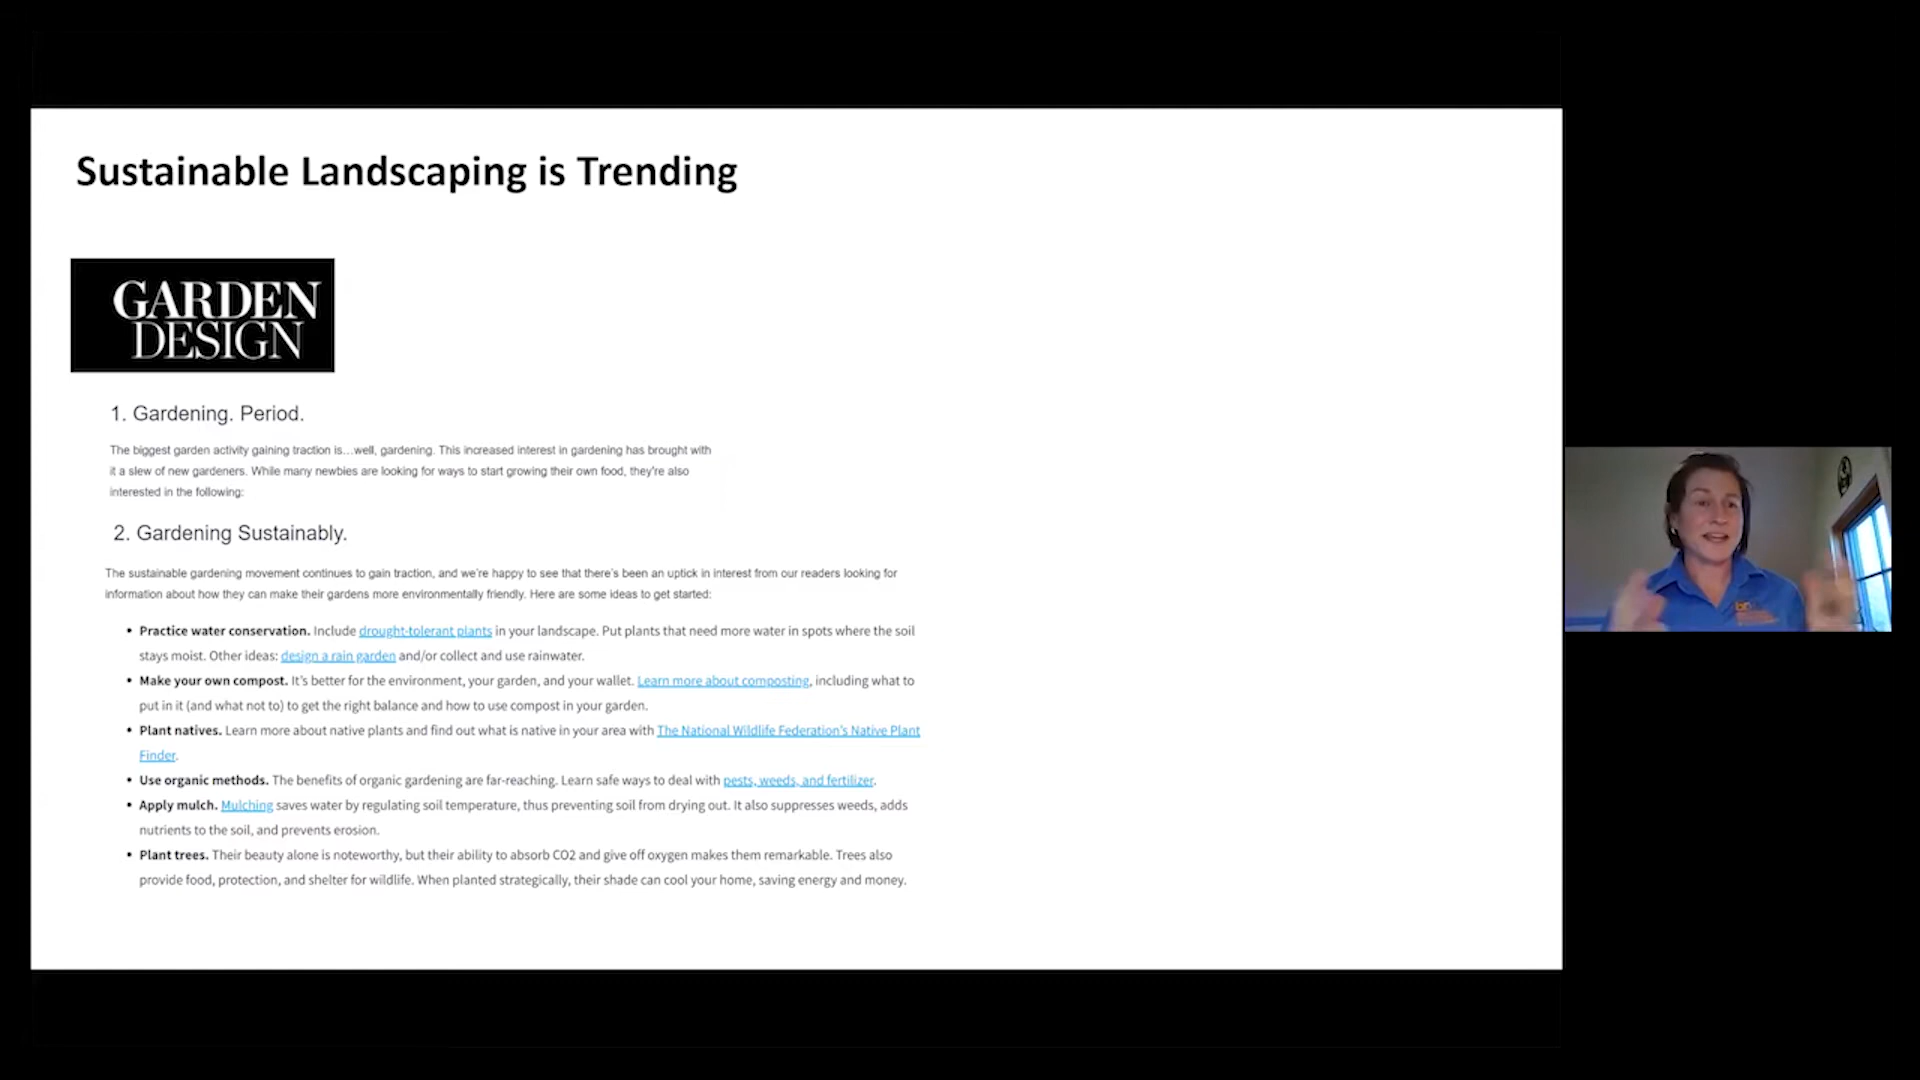 Sustainable Landscaping is Trending
GARDEN
DESIGN
1. Gardening. Period.
The biggest garden activity gaining traction is...well, gardening. This increased interest in gardening has brought with
it a slew of new gardeners. While many newbies are looking for ways to start growing their own food, they're also
interested in the following:
2. Gardening Sustainably.
The sustainable gardening movement continues to gain traction, and we're happy to see that there's been an uptick in interest from our readers looking for
information about how they can make their gardens more environmentally friendly. Here are some ideas to get started:
• Practice water conservation. Include drought-tolerant plants in your landscape. Put plants that need more water in spots where the soil
stays moist. Other ideas: design a rain garden and/or collect and use rainwater.
• Make your own compost. It's better for the environment, your garden, and your wallet. Learn more about composting, including what to
put in it (and what not to) to get the right balance and how to use compost in your garden.
• Plant natives. Learn more about native plants and find out what is native in your area with The National Wildlife Federation's Native Plant
Finder.
• Use organic methods. The benefits of organic gardening are far-reaching. Learn safe ways to deal with pests, weeds, and fertilizer.
• Apply mulch. Mulching saves water by regulating soil temperature, thus preventing soil from drying out. It also suppresses weeds, adds
nutrients to the soil, and prevents erosion.
• Plant trees. Their beauty alone is noteworthy, but their ability to absorb CO2 and give off oxygen makes them remarkable. Trees also
provide food, protection, and shelter for wildlife. When planted strategically, their shade can cool your home, saving energy and money.